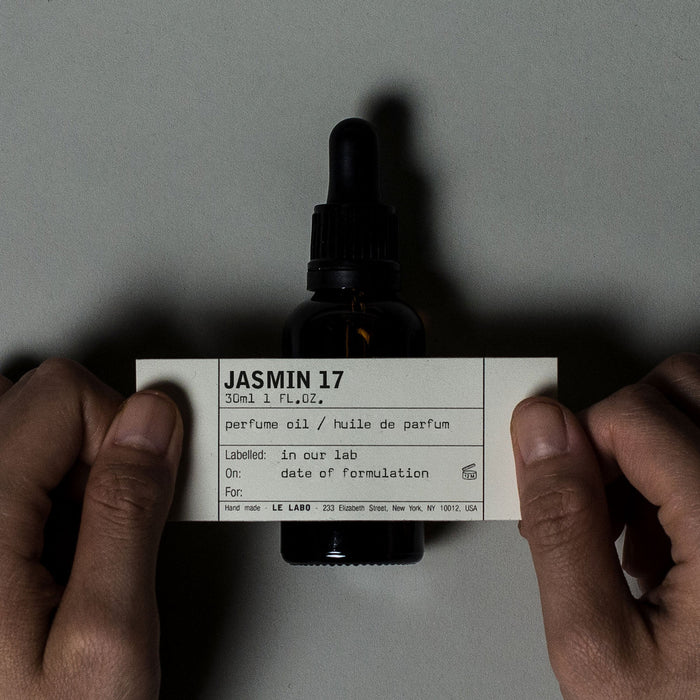 JASMIN 17
30ml 1 FL.OZ.
perfume oil / huile de parfum
Labelled: in our lab
On: date of formulation
For:
Hand made - LE LABO - 233 Elizabeth Street, New York, NY 10012, USA